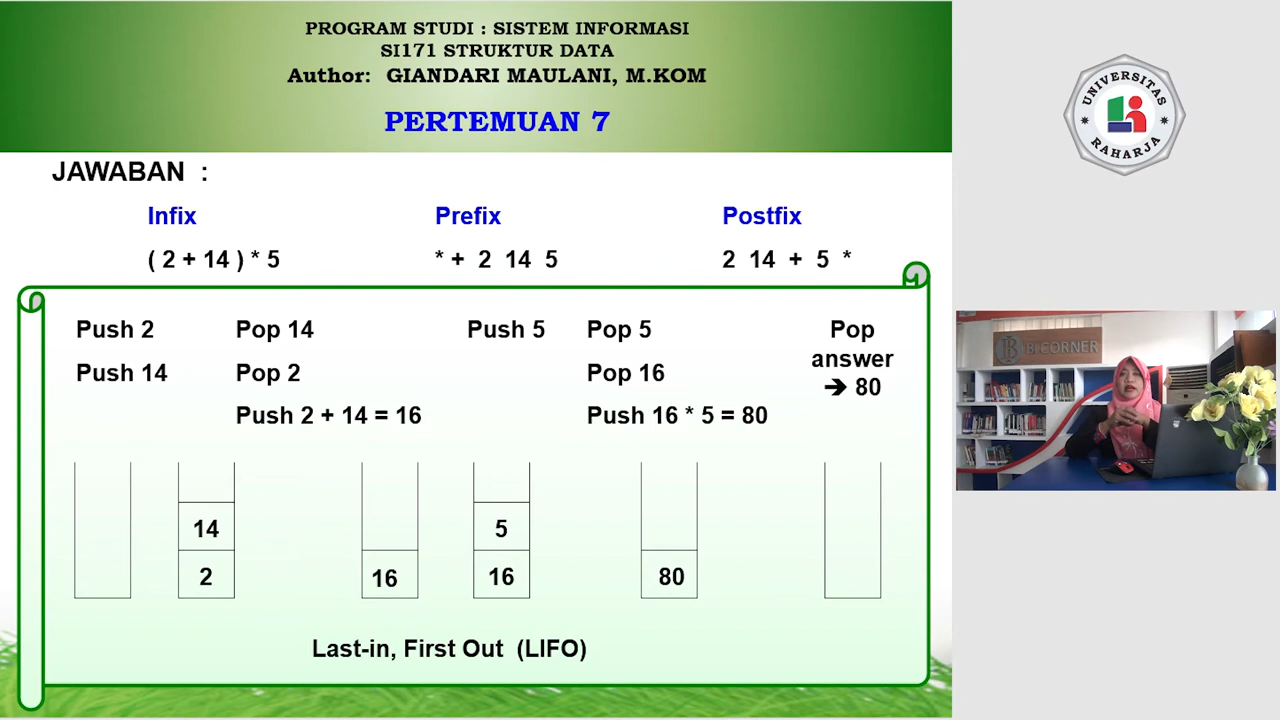 PROGRAM STUDI : SISTEM INFORMASI
SI171 STRUKTUR DATA
Author: GIANDARI MAULANI, M.KOM
PERTEMUAN 7
JAWABAN :
Infix Prefix Postfix
( 2 + 14 ) * 5 * + 2 14 5 2 14 + 5 *
Push 2 Pop 14 Push 5 Pop 5 Pop
answer
Push 14 Pop 2 Pop 16
➔ 80
Push 2 + 14 = 16 Push 16 * 5 = 80
14 5
2 16 16 80
Last-in, First Out (LIFO)
UNIVERSITAS
RAHARJA
BI CORNER